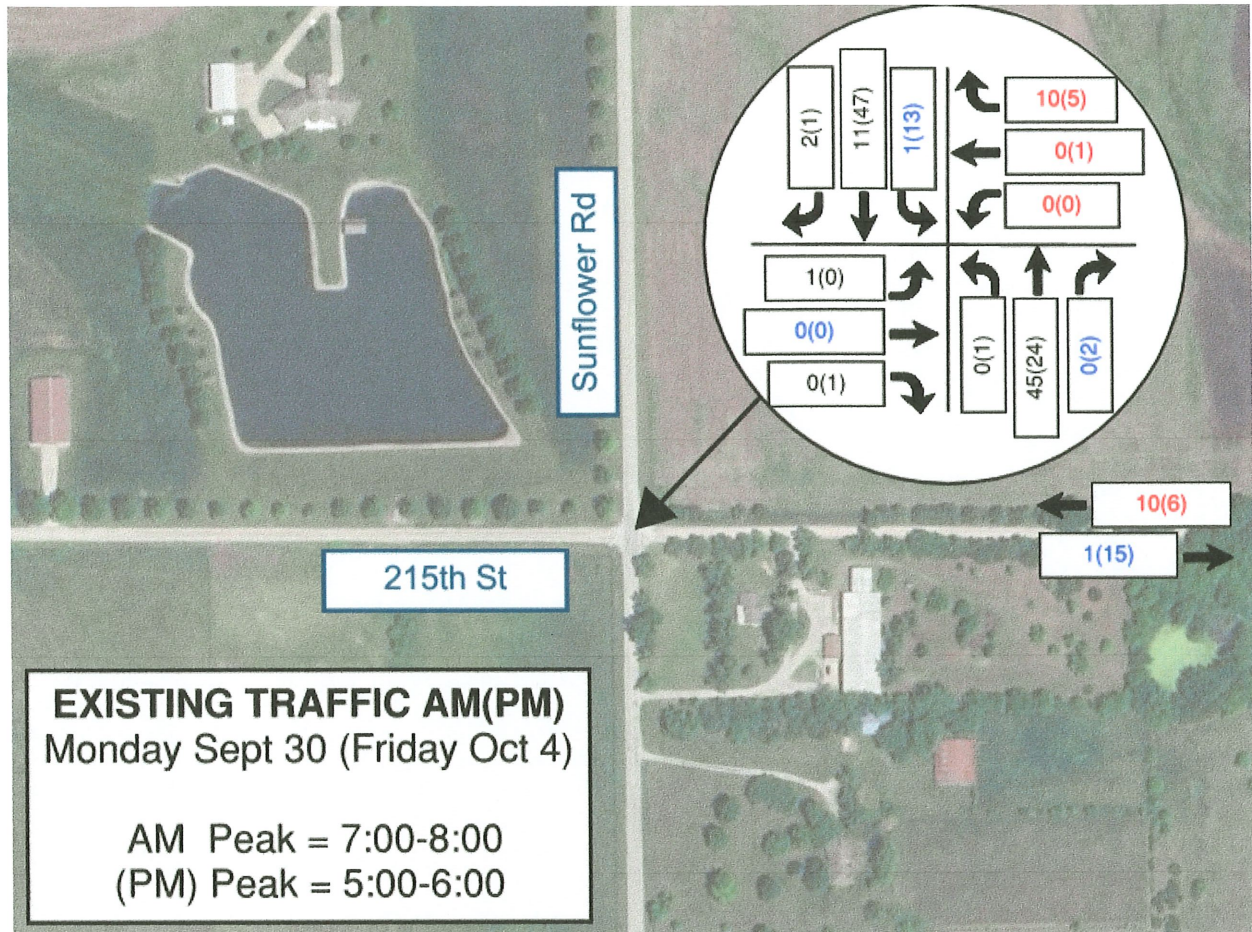 2(1)
11(47)
1(13)
10(5)
0(1)
0(0)
1(0)
0(0)
0(1)
0(1)
45(24)
0(2)
Sunflower Rd
10(6)
1(15)
215th St
EXISTING TRAFFIC AM(PM)
Monday Sept 30 (Friday Oct 4)
AM Peak = 7:00-8:00
(PM) Peak = 5:00-6:00